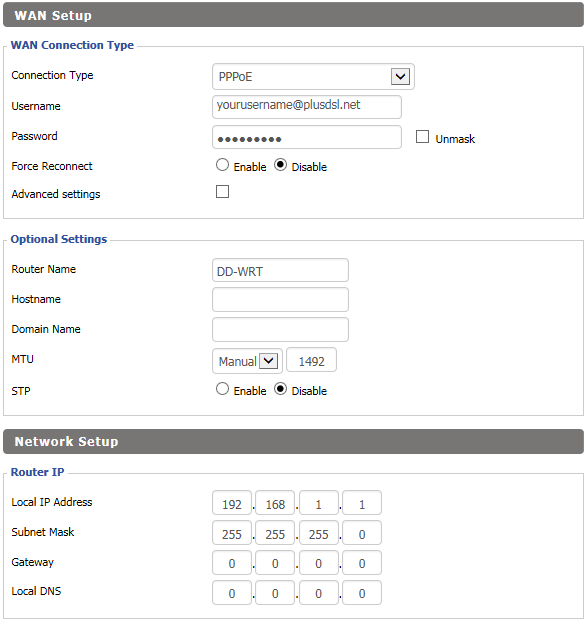 WAN Setup
WAN Connection Type
Connection Type PPPoE
Username yourusername@plusdsl.net
Password ●●●●●●●●● Unmask
Force Reconnect Enable Disable
Advanced settings
Optional Settings
Router Name DD-WRT
Hostname
Domain Name
MTU Manual 1492
STP Enable Disable
Network Setup
Router IP
Local IP Address 192 . 168 . 1 . 1
Subnet Mask 255 . 255 . 255 . 0
Gateway 0 . 0 . 0 . 0
Local DNS 0 . 0 . 0 . 0